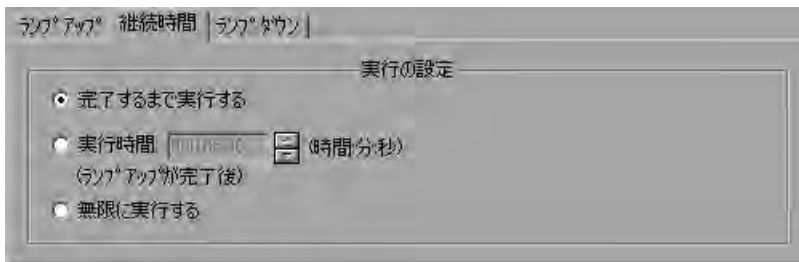 ランプアップ 継続時間 ランプダウン
実行の設定
完了するまで実行する
実行時間 (時間:分:秒)
(ランプアップが完了後)
無限に実行する